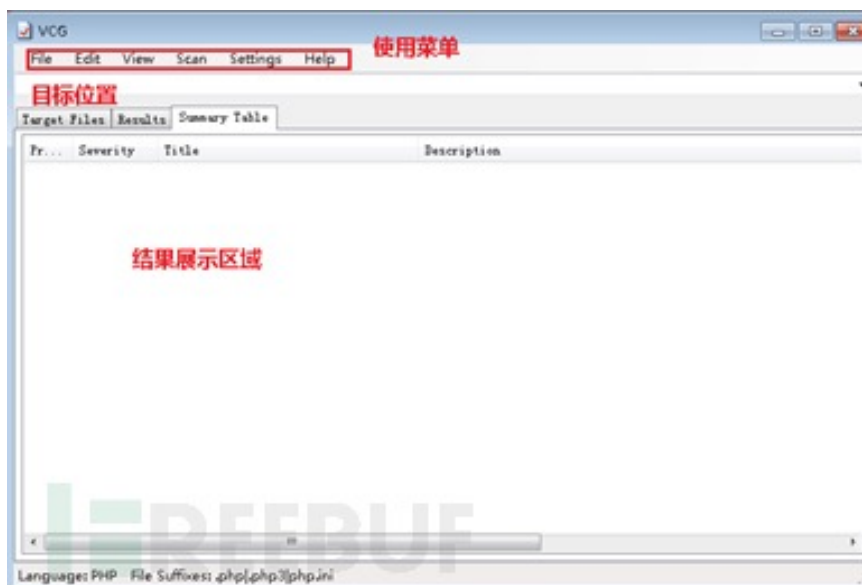 VCG
File Edit View Scan Settings Help
使用菜单
目标位置
Target Files Results Summary Table
Pr... Severity Title Description
结果展示区域
REEBUF
Language: PHP File Suffixes: .php|.php3|php.ini